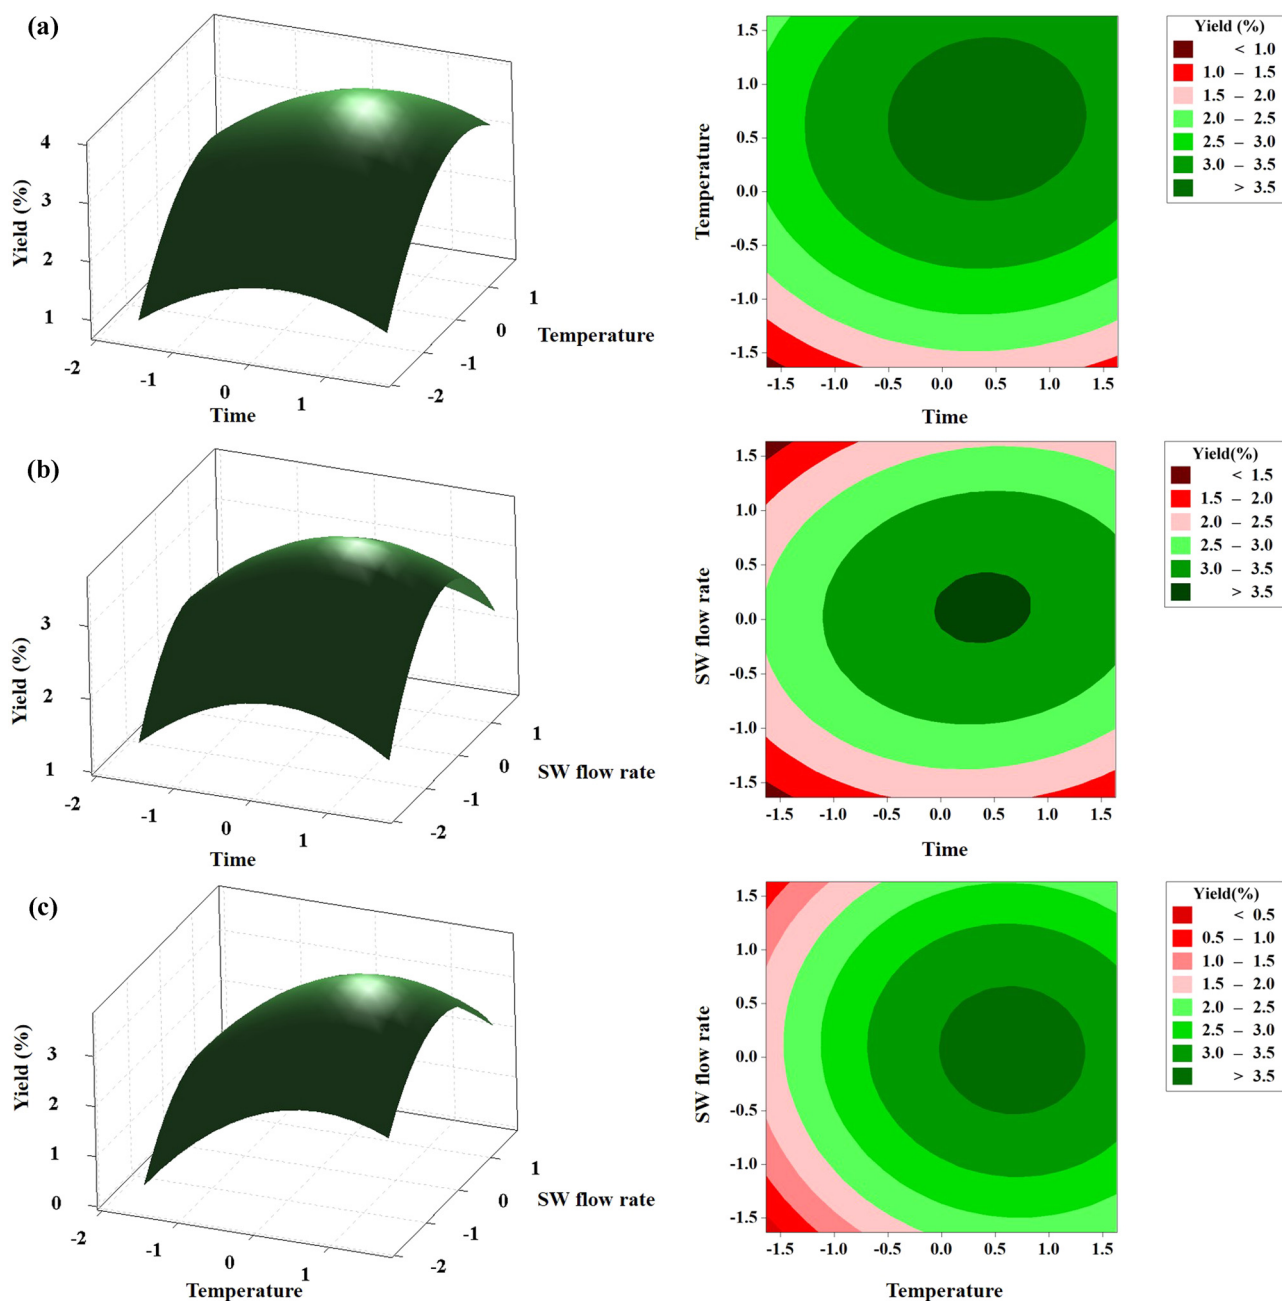 (a)
4
3
2
1
Yield (%)
-2
-1
0
1
Time
-2
-1
0
1
Temperature
1.5
1.0
0.5
0.0
-0.5
-1.0
-1.5
Temperature
-1.5 -1.0 -0.5 0.0 0.5 1.0 1.5
Time
Yield (%)
< 1.0
1.0 – 1.5
1.5 – 2.0
2.0 – 2.5
2.5 – 3.0
3.0 – 3.5
> 3.5
(b)
3
2
1
Yield (%)
-2
-1
0
1
Time
-2
-1
0
1
SW flow rate
1.5
1.0
0.5
0.0
-0.5
-1.0
-1.5
SW flow rate
-1.5 -1.0 -0.5 0.0 0.5 1.0 1.5
Time
Yield(%)
< 1.5
1.5 – 2.0
2.0 – 2.5
2.5 – 3.0
3.0 – 3.5
> 3.5
(c)
3
2
1
0
Yield (%)
-2
-1
0
1
Temperature
-2
-1
0
1
SW flow rate
1.5
1.0
0.5
0.0
-0.5
-1.0
-1.5
SW flow rate
-1.5 -1.0 -0.5 0.0 0.5 1.0 1.5
Temperature
Yield(%)
< 0.5
0.5 – 1.0
1.0 – 1.5
1.5 – 2.0
2.0 – 2.5
2.5 – 3.0
3.0 – 3.5
> 3.5